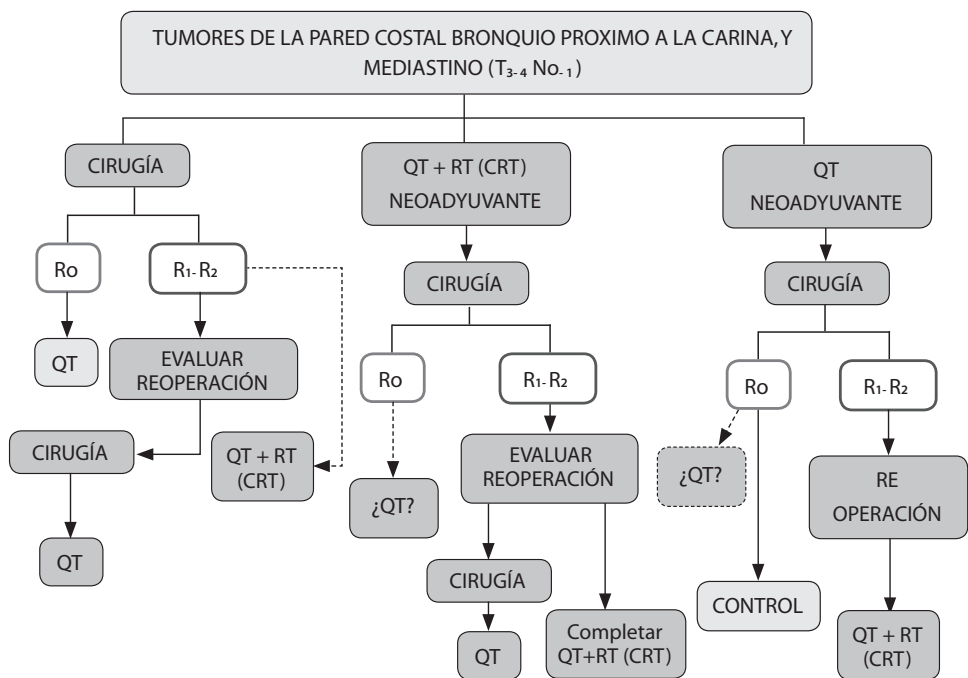 TUMORES DE LA PARED COSTAL BRONQUIO PROXIMO A LA CARINA, Y
MEDIASTINO (T₃₋₄ No-₁)
CIRUGÍA
Ro
R₁- R₂
QT
EVALUAR
REOPERACIÓN
CIRUGÍA
QT + RT
(CRT)
QT
QT + RT (CRT)
NEOADYUVANTE
CIRUGÍA
Ro
R₁- R₂
¿QT?
EVALUAR
REOPERACIÓN
CIRUGÍA
QT
Completar
QT+RT (CRT)
QT
NEOADYUVANTE
CIRUGÍA
Ro
R₁- R₂
¿QT?
CONTROL
RE
OPERACIÓN
QT + RT
(CRT)